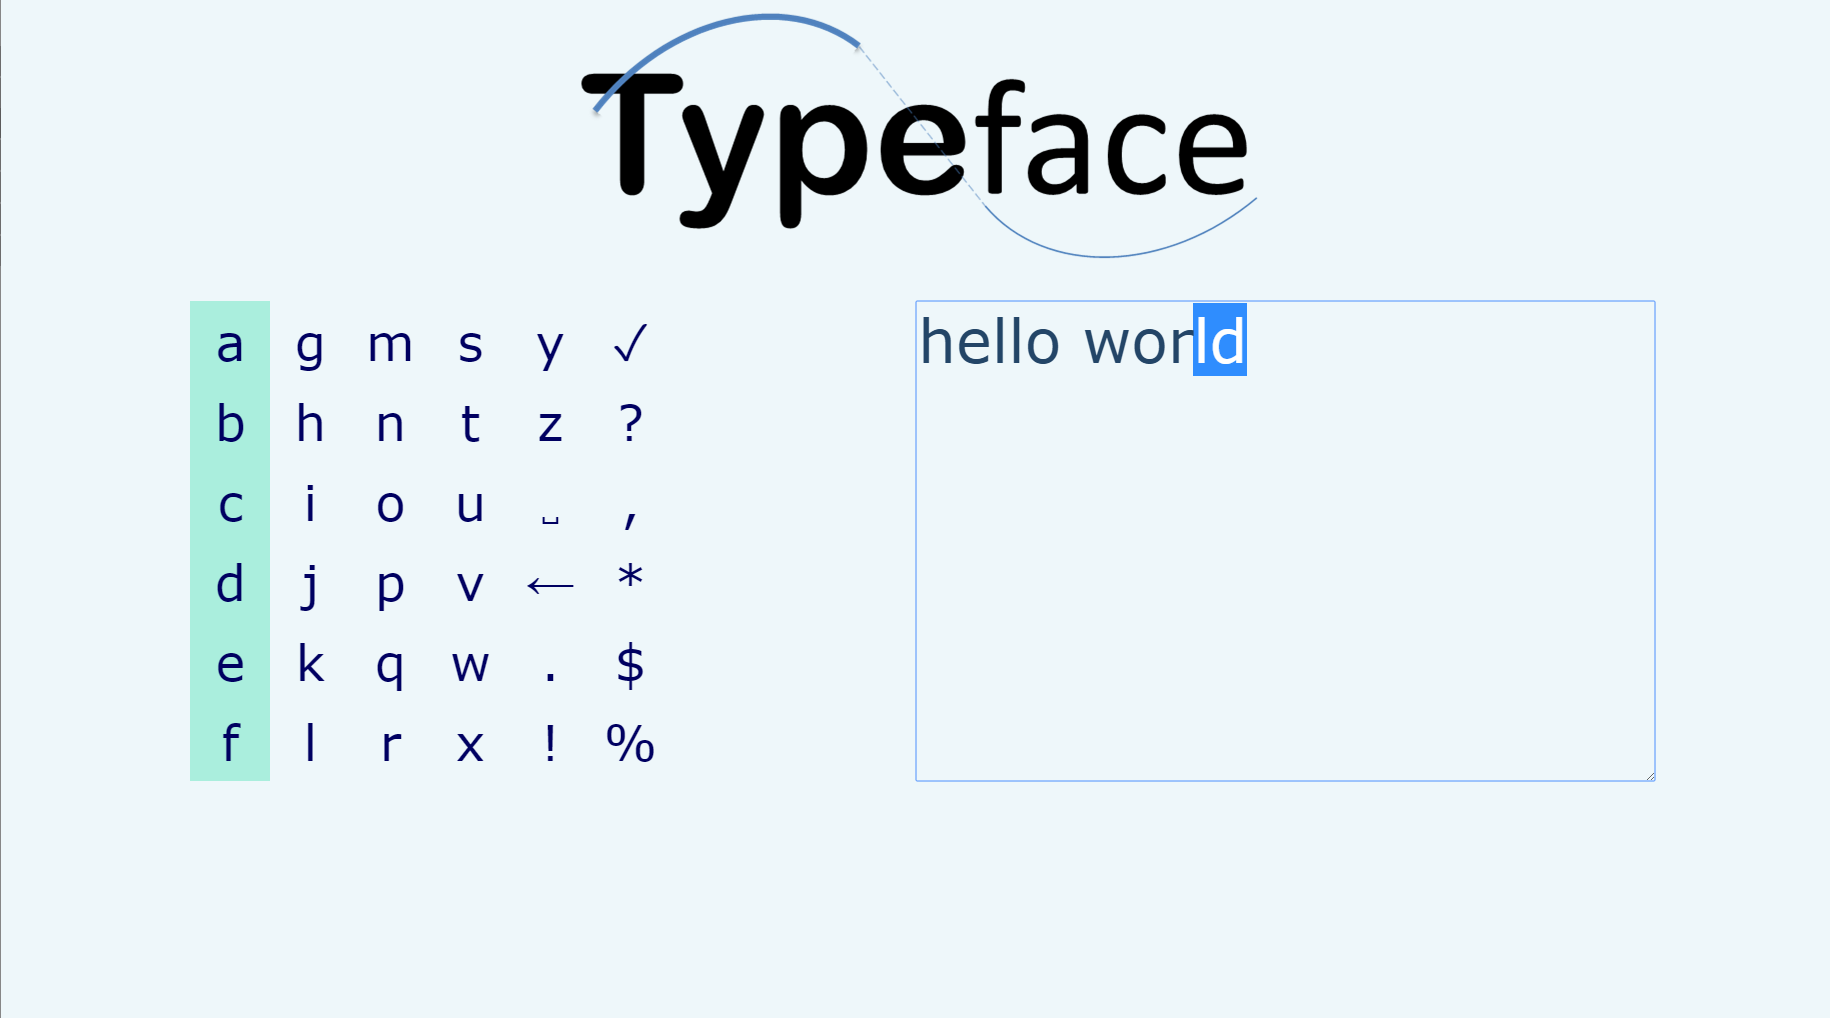 Typeface
a g m s y ✓
b h n t z ?
c i o u ␣ ,
d j p v ← *
e k q w . $
f l r x ! %
hello world